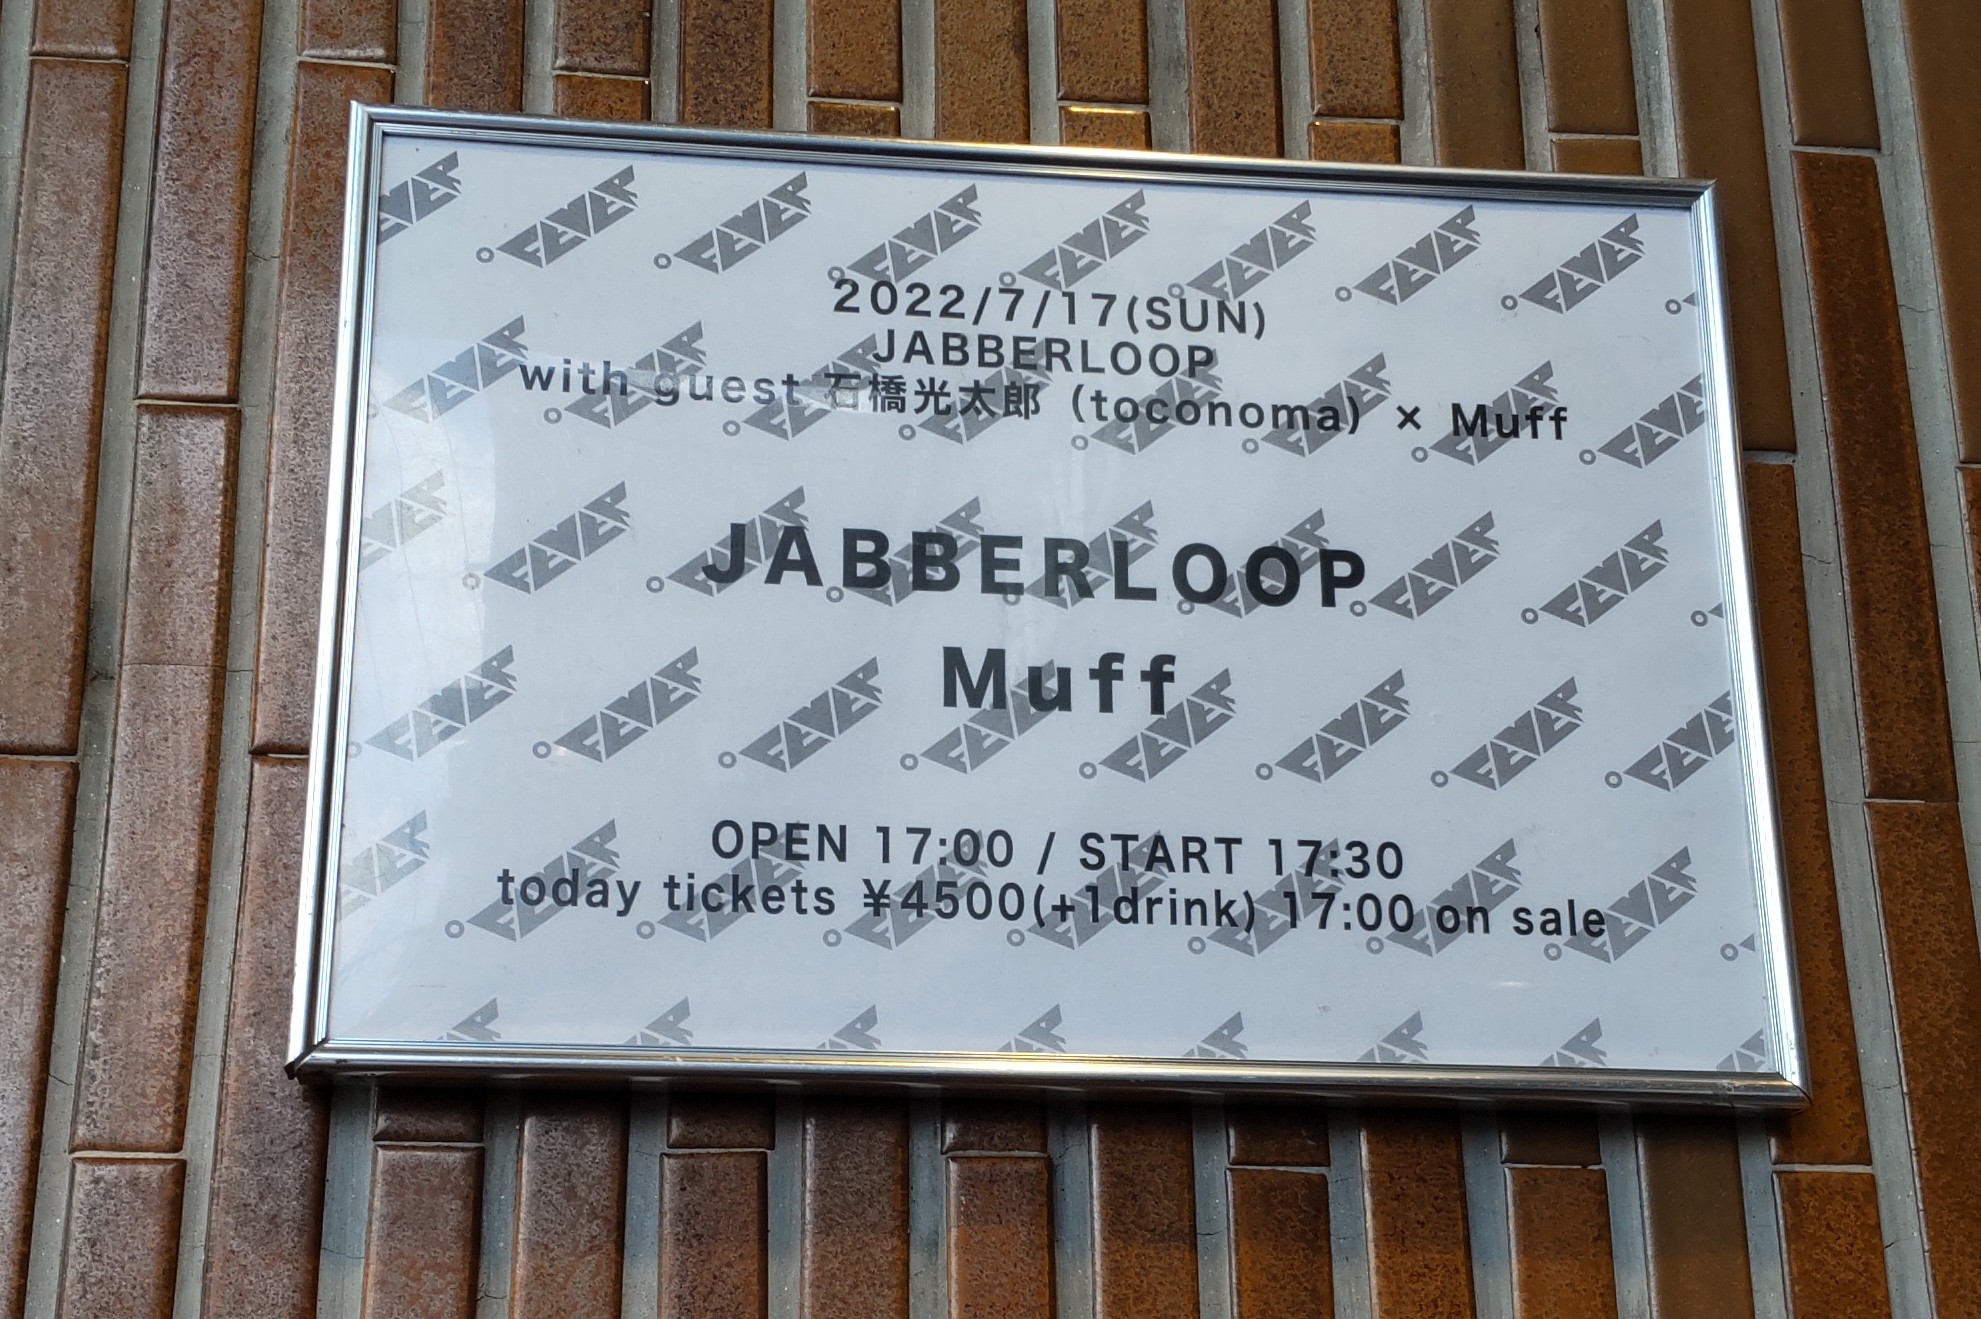 2022/7/17(SUN)
JABBERLOOP
with guest 石橋光太郎 (toconoma) × Muff
JABBERLOOP
Muff
OPEN 17:00 / START 17:30
today tickets ¥4500(+1drink) 17:00 on sale
FEVER